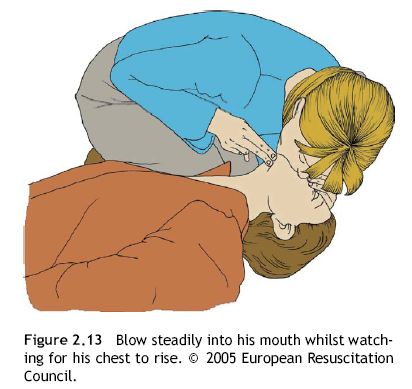 Figure 2.13 Blow steadily into his mouth whilst watch-
ing for his chest to rise. © 2005 European Resuscitation
Council.